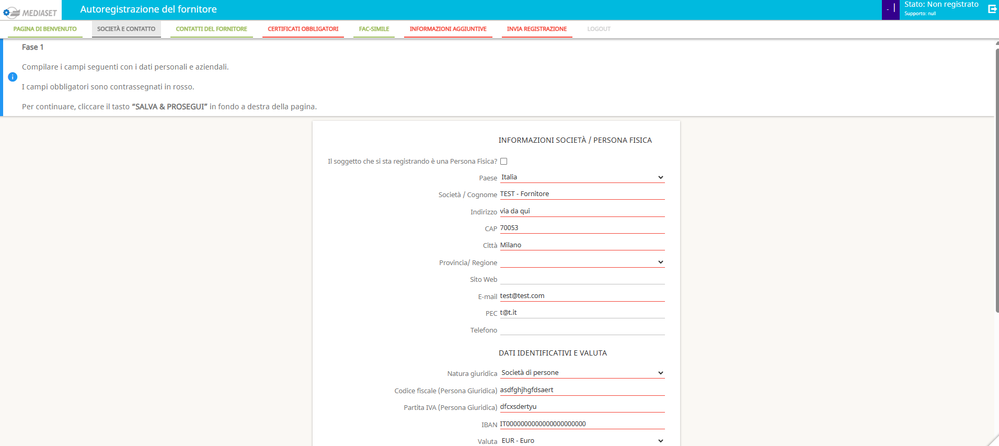 MEDIASET
Autoregistrazione del fornitore
- |
Stato: Non registrato
Supporto: null
PAGINA DI BENVENUTO
SOCIETÀ E CONTATTO
CONTATTI DEL FORNITORE
CERTIFICATI OBBLIGATORI
FAC-SIMILE
INFORMAZIONI AGGIUNTIVE
INVIA REGISTRAZIONE
LOGOUT
Fase 1
Compilare i campi seguenti con i dati personali e aziendali.
I campi obbligatori sono contrassegnati in rosso.
Per continuare, cliccare il tasto “SALVA & PROSEGUI” in fondo a destra della pagina.
INFORMAZIONI SOCIETÀ / PERSONA FISICA
Il soggetto che si sta registrando è una Persona Fisica?
Paese Italia
Società / Cognome TEST - Fornitore
Indirizzo via da qui
CAP 70053
Città Milano
Provincia/ Regione
Sito Web
E-mail test@test.com
PEC t@t.it
Telefono
DATI IDENTIFICATIVI E VALUTA
Natura giuridica Società di persone
Codice fiscale (Persona Giuridica) asdfghjhgfdsaert
Partita IVA (Persona Giuridica) dfcxsdertyu
IBAN IT0000000000000000000000
Valuta EUR - Euro